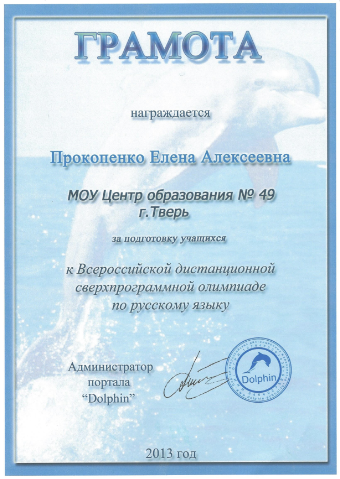 ГРАМОТА
награждается
Прокопенко Елена Алексеевна
МОУ Центр образования № 49
г.Тверь
за подготовку учащихся
к Всероссийской дистанционной
сверхпрограммной олимпиаде
по русскому языку
Администратор
портала
“Dolphin”
Dolphin
2013 год